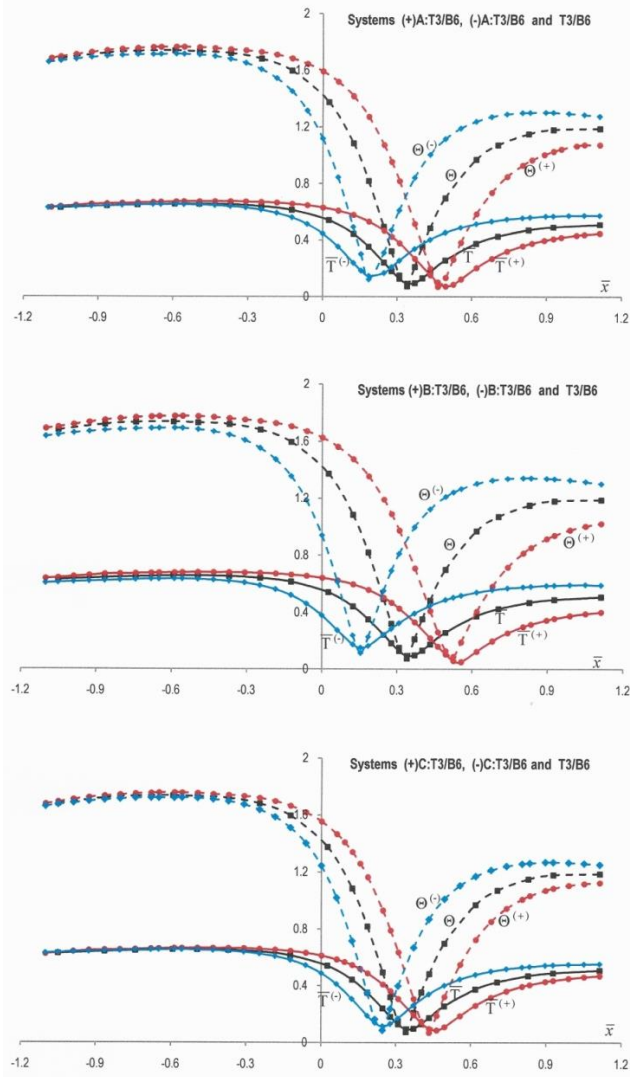 2
Systems (+)A:T3/B6, (-)A:T3/B6 and T3/B6
1.6
1.2
Θ(-)
Θ
Θ(+)
0.8
0.4
T̅(-)
T̅
T̅(+)
x̅
0
-1.2 -0.9 -0.6 -0.3 0 0.3 0.6 0.9 1.2
2
Systems (+)B:T3/B6, (-)B:T3/B6 and T3/B6
1.6
Θ(-)
1.2
Θ
Θ(+)
0.8
0.4
T̅(-)
T̅
T̅(+)
x̅
0
-1.2 -0.9 -0.6 -0.3 0 0.3 0.6 0.9 1.2
2
Systems (+)C:T3/B6, (-)C:T3/B6 and T3/B6
1.6
1.2
Θ(-)
Θ
Θ(+)
0.8
0.4
T̅(-)
T̅
T̅(+)
x̅
0
-1.2 -0.9 -0.6 -0.3 0 0.3 0.6 0.9 1.2